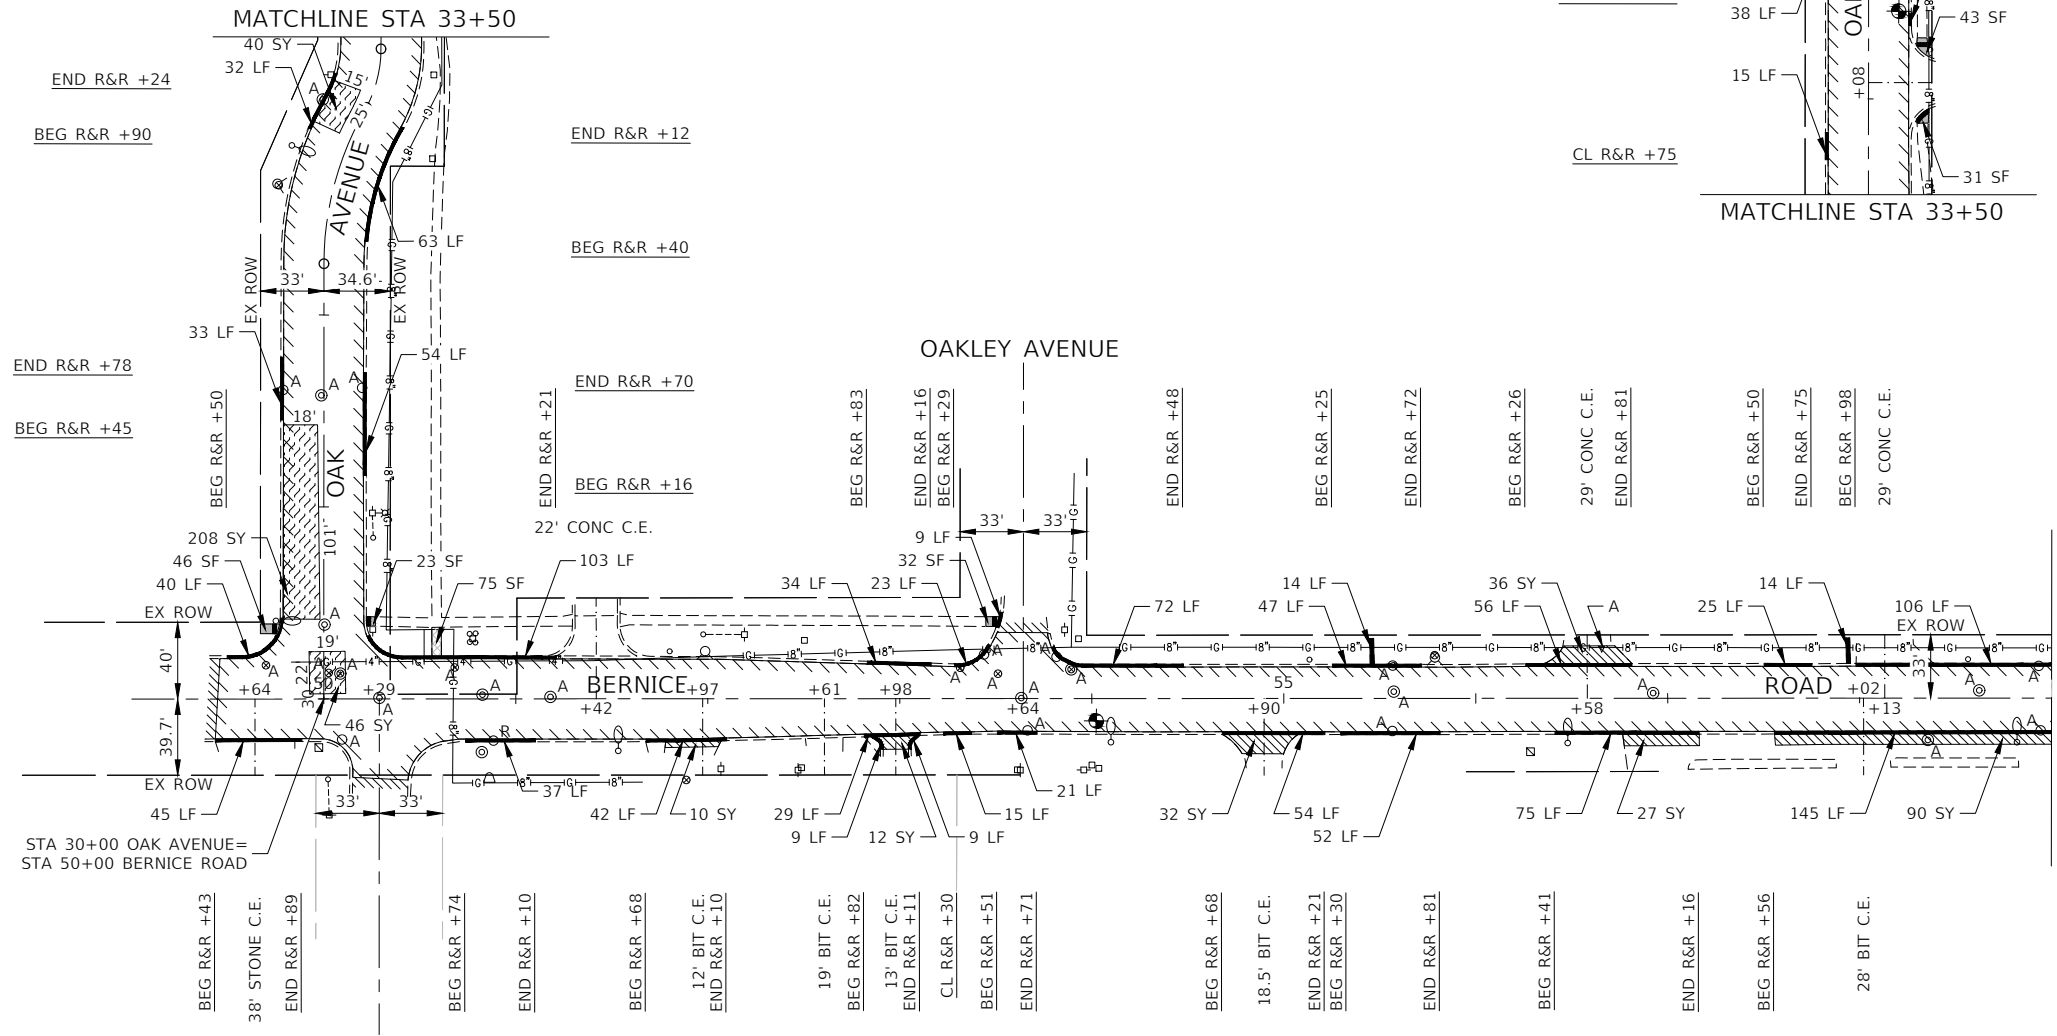 MATCHLINE STA 33+50
40 SY
32 LF
END R&R +24
BEG R&R +90
A
15'
25'
AVENUE
END R&R +12
BEG R&R +40
63 LF
8"
G
EX ROW
33'
34.6'
EX ROW
33 LF
54 LF
END R&R +78
BEG R&R +45
A
A
A
18'
OAK
101'
END R&R +70
BEG R&R +16
22' CONC C.E.
38 LF
OAK
43 SF
15 LF
+08
CL R&R +75
31 SF
MATCHLINE STA 33+50
OAKLEY AVENUE
BEG R&R +50
END R&R +21
BEG R&R +83
END R&R +16
BEG R&R +29
END R&R +48
BEG R&R +25
END R&R +72
BEG R&R +26
29' CONC C.E.
END R&R +81
BEG R&R +50
END R&R +75
BEG R&R +98
29' CONC C.E.
33'
33'
208 SY
46 SF
40 LF
23 SF
75 SF
103 LF
34 LF
23 LF
9 LF
32 SF
72 LF
14 LF
47 LF
36 SY
56 LF
A
25 LF
14 LF
106 LF
EX ROW
EX ROW
40'
39.7'
33'
19'
22'
30
50
4"
+64
+29
+42
BERNICE
+97
+61
+98
+64
+90
55
+58
ROAD
+02
+13
46 SY
R
EX ROW
33'
33'
45 LF
37 LF
42 LF
10 SY
29 LF
9 LF
12 SY
9 LF
15 LF
21 LF
32 SY
54 LF
52 LF
75 LF
27 SY
145 LF
90 SY
STA 30+00 OAK AVENUE=
STA 50+00 BERNICE ROAD
BEG R&R +43
38' STONE C.E.
END R&R +89
BEG R&R +74
END R&R +10
BEG R&R +68
12' BIT C.E.
END R&R +10
19' BIT C.E.
BEG R&R +82
13' BIT C.E.
END R&R +11
CL R&R +30
BEG R&R +51
END R&R +71
BEG R&R +68
18.5' BIT C.E.
END R&R +21
BEG R&R +30
END R&R +81
BEG R&R +41
END R&R +16
BEG R&R +56
28' BIT C.E.